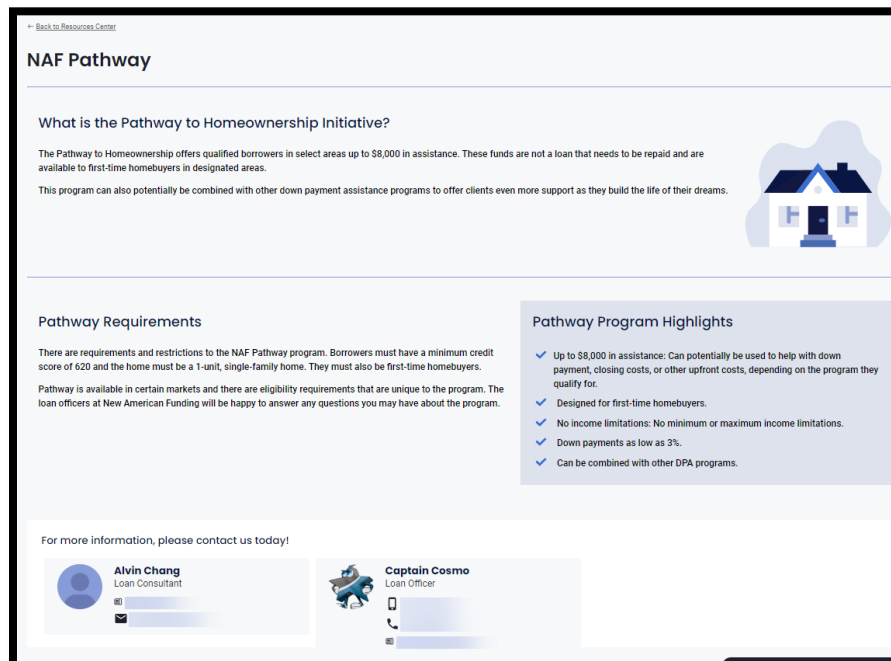 ← Back to Resources Center
NAF Pathway
What is the Pathway to Homeownership Initiative?
The Pathway to Homeownership offers qualified borrowers in select areas up to $8,000 in assistance. These funds are not a loan that needs to be repaid and are
available to first-time homebuyers in designated areas.
This program can also potentially be combined with other down payment assistance programs to offer clients even more support as they build the life of their dreams.
Pathway Requirements
There are requirements and restrictions to the NAF Pathway program. Borrowers must have a minimum credit
score of 620 and the home must be a 1-unit, single-family home. They must also be first-time homebuyers.
Pathway is available in certain markets and there are eligibility requirements that are unique to the program. The
loan officers at New American Funding will be happy to answer any questions you may have about the program.
Pathway Program Highlights
Up to $8,000 in assistance: Can potentially be used to help with down
payment, closing costs, or other upfront costs, depending on the program they
qualify for.
Designed for first-time homebuyers.
No income limitations: No minimum or maximum income limitations.
Down payments as low as 3%.
Can be combined with other DPA programs.
For more information, please contact us today!
Alvin Chang
Loan Consultant
Captain Cosmo
Loan Officer